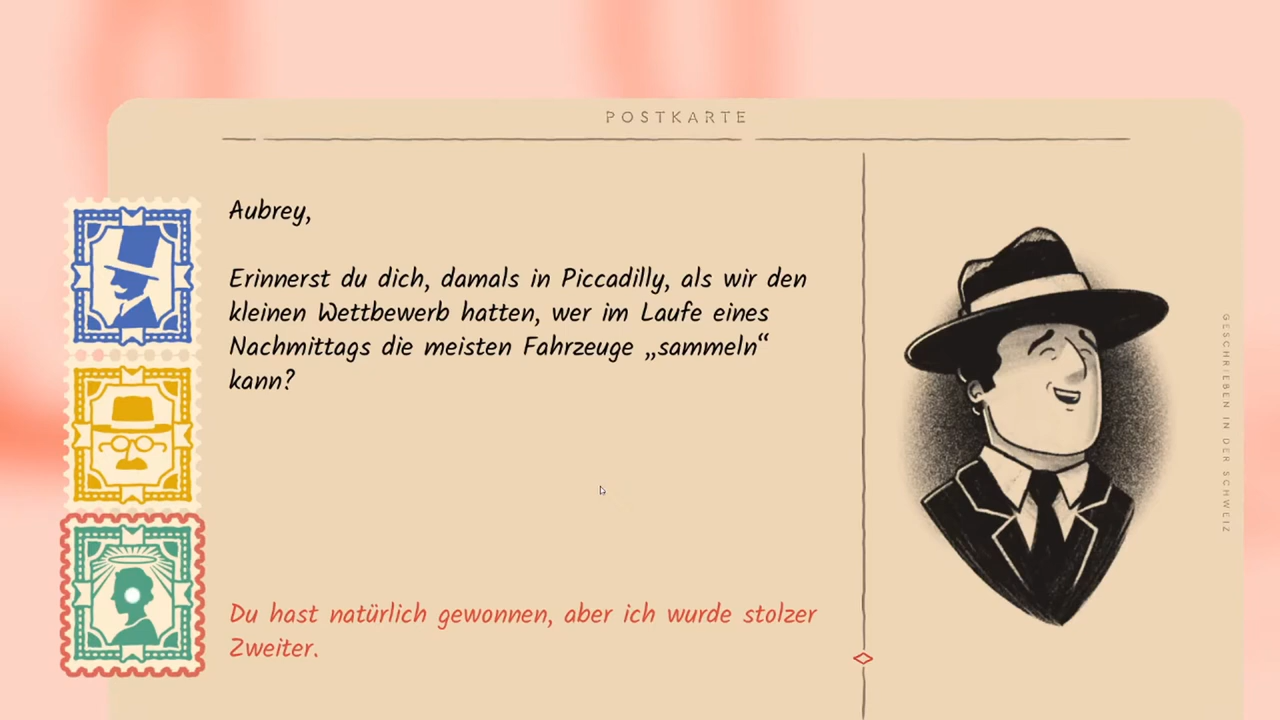 POSTKARTE
Aubrey,
Erinnerst du dich, damals in Piccadilly, als wir den
kleinen Wettbewerb hatten, wer im Laufe eines
Nachmittags die meisten Fahrzeuge „sammeln“
kann?
Du hast natürlich gewonnen, aber ich wurde stolzer
Zweiter.
GESCHRIEBEN IN DER SCHWEIZ